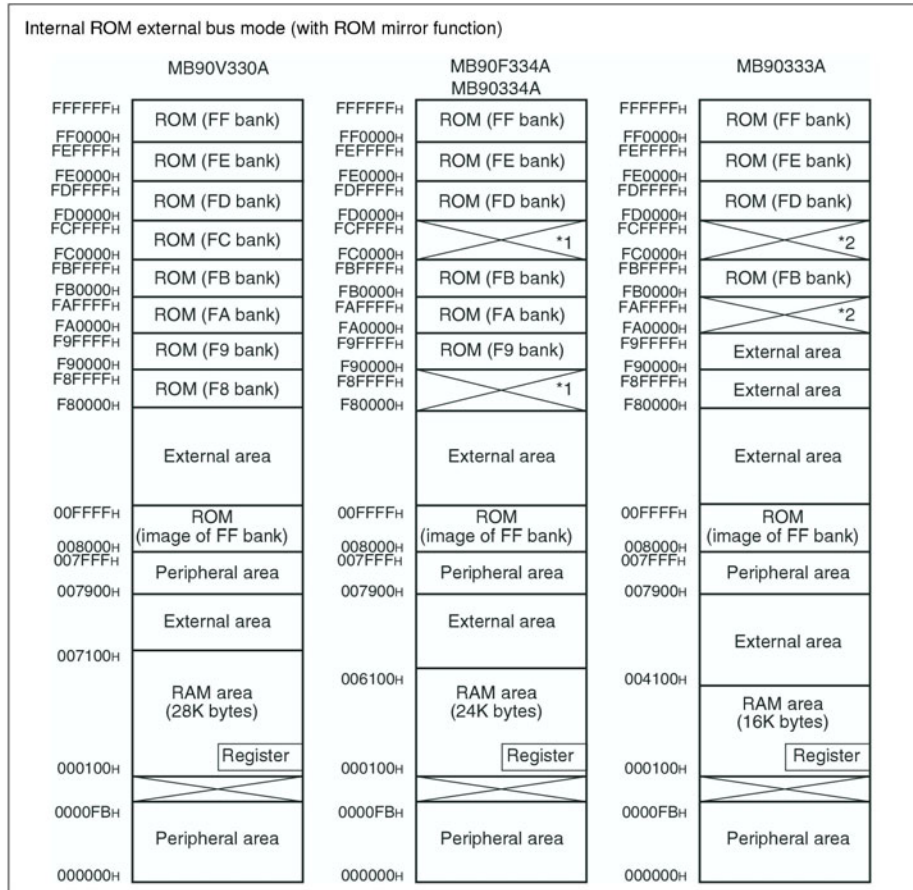 Internal ROM external bus mode (with ROM mirror function)
MB90V330A
FFFFFFH
ROM (FF bank)
FF0000H
FEFFFFH
ROM (FE bank)
FE0000H
FDFFFFH
ROM (FD bank)
FD0000H
FCFFFFH
ROM (FC bank)
FC0000H
FBFFFFH
ROM (FB bank)
FB0000H
FAFFFFH
ROM (FA bank)
FA0000H
F9FFFFH
ROM (F9 bank)
F90000H
F8FFFFH
ROM (F8 bank)
F80000H
External area
00FFFFH
ROM
(image of FF bank)
008000H
007FFFH
Peripheral area
007900H
External area
007100H
RAM area
(28K bytes)
Register
000100H
0000FBH
Peripheral area
000000H
MB90F334A
MB90334A
FFFFFFH
ROM (FF bank)
FF0000H
FEFFFFH
ROM (FE bank)
FE0000H
FDFFFFH
ROM (FD bank)
FD0000H
FCFFFFH
*1
FC0000H
FBFFFFH
ROM (FB bank)
FB0000H
FAFFFFH
ROM (FA bank)
FA0000H
F9FFFFH
ROM (F9 bank)
F90000H
F8FFFFH
*1
F80000H
External area
00FFFFH
ROM
(image of FF bank)
008000H
007FFFH
Peripheral area
007900H
External area
006100H
RAM area
(24K bytes)
Register
000100H
0000FBH
Peripheral area
000000H
MB90333A
FFFFFFH
ROM (FF bank)
FF0000H
FEFFFFH
ROM (FE bank)
FE0000H
FDFFFFH
ROM (FD bank)
FD0000H
FCFFFFH
*2
FC0000H
FBFFFFH
ROM (FB bank)
FB0000H
FAFFFFH
*2
FA0000H
F9FFFFH
External area
F90000H
F8FFFFH
External area
F80000H
External area
00FFFFH
ROM
(image of FF bank)
008000H
007FFFH
Peripheral area
007900H
External area
004100H
RAM area
(16K bytes)
Register
000100H
0000FBH
Peripheral area
000000H